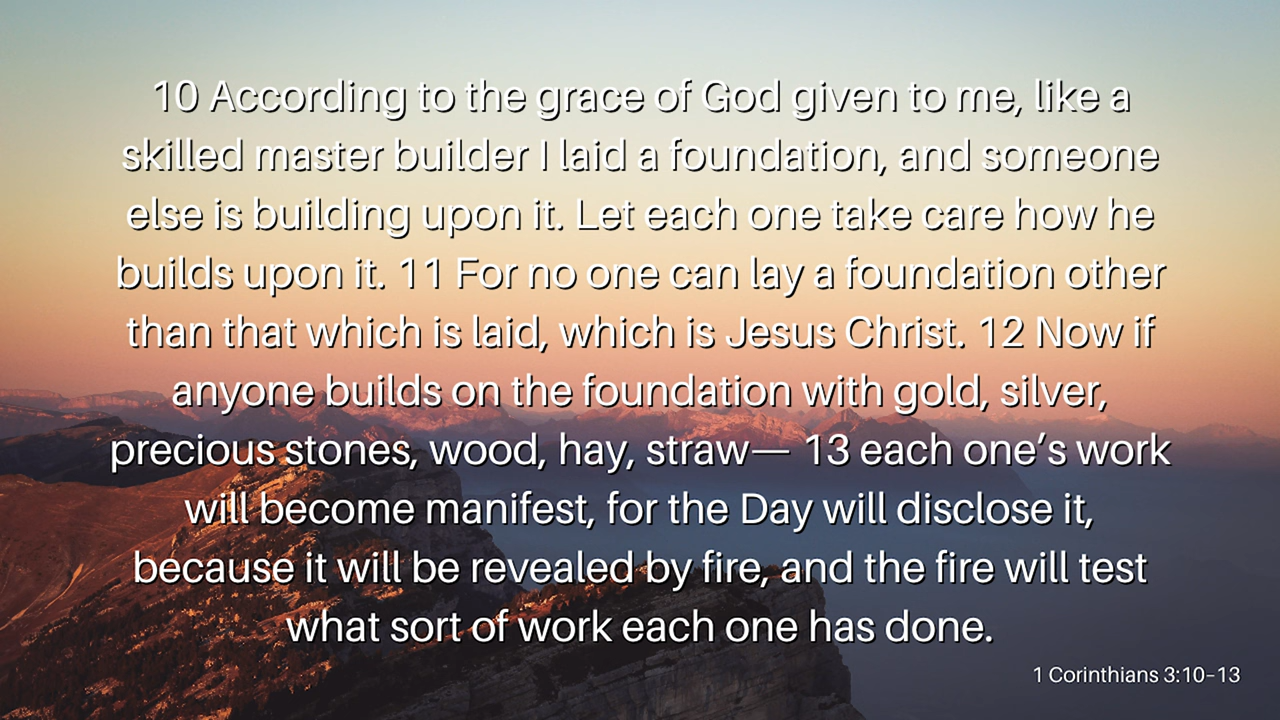 10 According to the grace of God given to me, like a
skilled master builder I laid a foundation, and someone
else is building upon it. Let each one take care how he
builds upon it. 11 For no one can lay a foundation other
than that which is laid, which is Jesus Christ. 12 Now if
anyone builds on the foundation with gold, silver,
precious stones, wood, hay, straw— 13 each one’s work
will become manifest, for the Day will disclose it,
because it will be revealed by fire, and the fire will test
what sort of work each one has done.
1 Corinthians 3:10–13